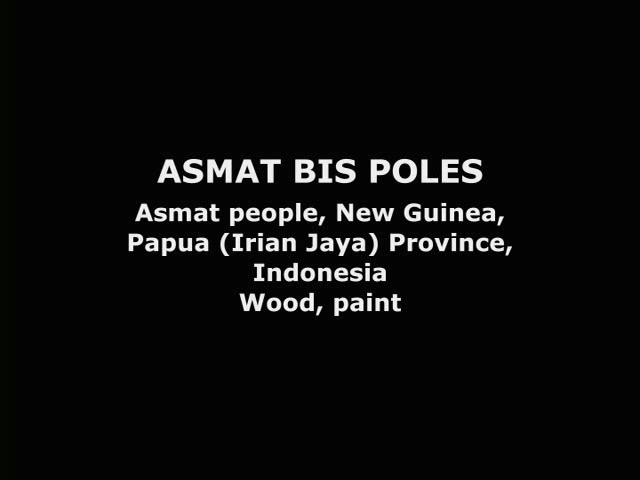 ASMAT BIS POLES
Asmat people, New Guinea,
Papua (Irian Jaya) Province,
Indonesia
Wood, paint